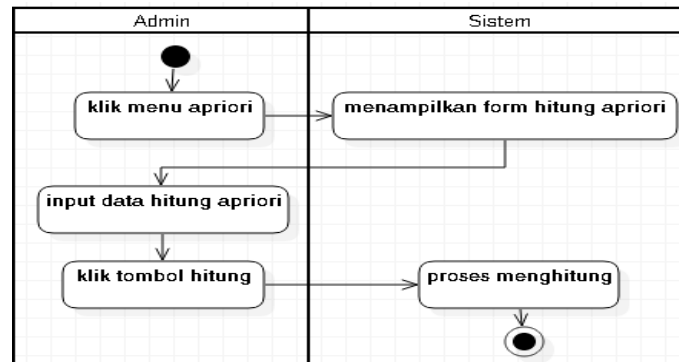 Admin
Sistem
klik menu apriori
menampilkan form hitung apriori
input data hitung apriori
klik tombol hitung
proses menghitung